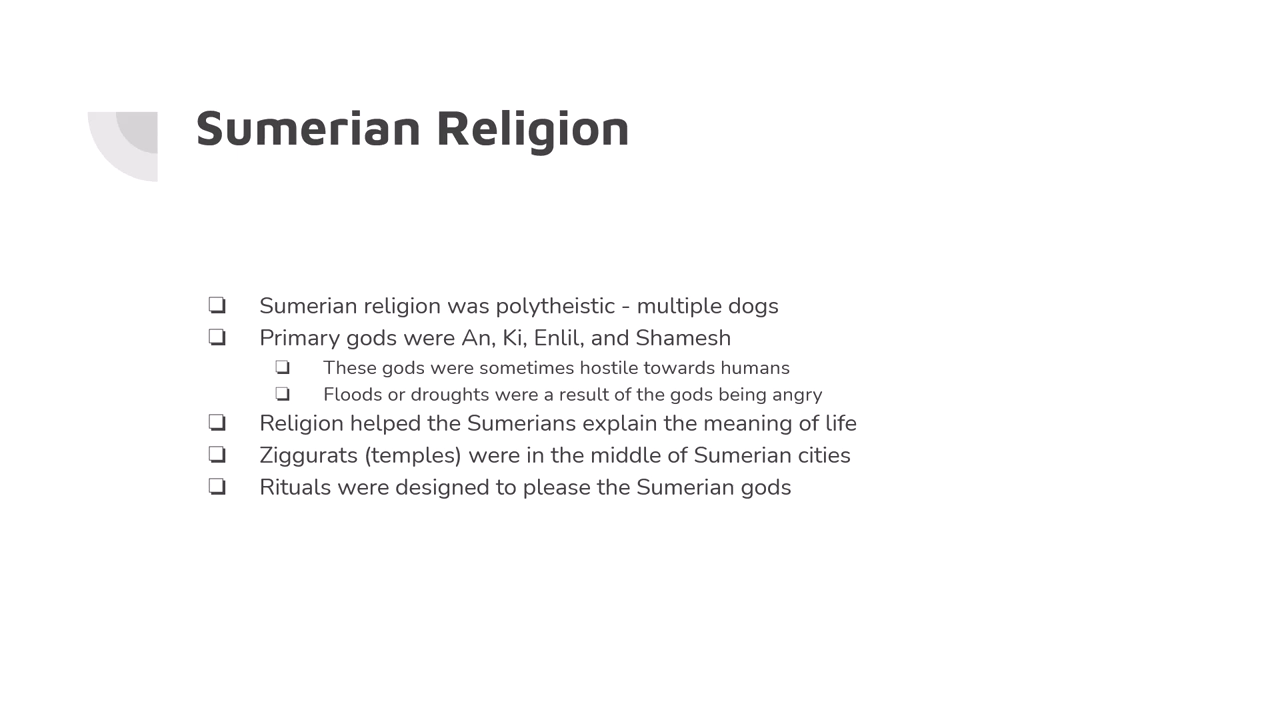 Sumerian Religion
Sumerian religion was polytheistic - multiple dogs
Primary gods were An, Ki, Enlil, and Shamesh
These gods were sometimes hostile towards humans
Floods or droughts were a result of the gods being angry
Religion helped the Sumerians explain the meaning of life
Ziggurats (temples) were in the middle of Sumerian cities
Rituals were designed to please the Sumerian gods